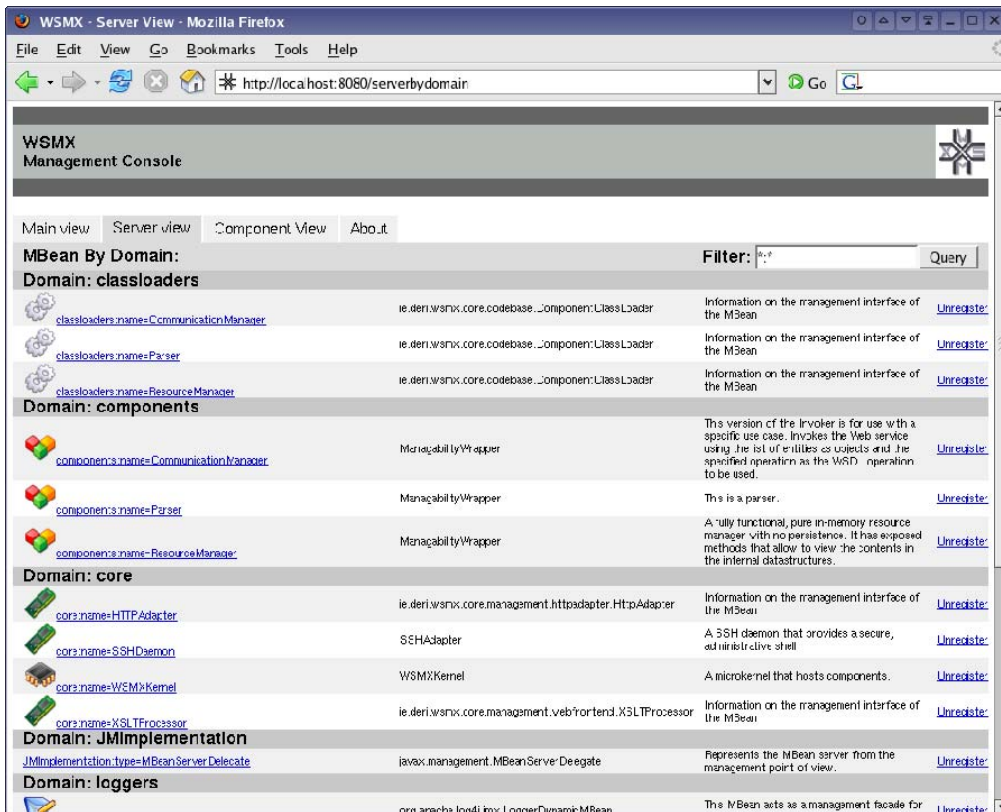 WSMX - Server View - Mozilla Firefox
File Edit View Go Bookmarks Tools Help
http://localhost:8080/serverbydomain
Go
WSMX
Management Console
Main view Server view Component View About
MBean By Domain:
Filter: *:* Query
Domain: classloaders
classloaders:name=CommunicationManager ie.deri.wsmx.core.codebase.ComponentClassLoader Information on the management interface of
the MBean
Unregister
classloaders:name=Parser ie.deri.wsmx.core.codebase.ComponentClassLoader Information on the management interface of
the MBean
Unregister
classloaders:name=ResourceManager ie.deri.wsmx.core.codebase.ComponentClassLoader Information on the management interface of
the MBean
Unregister
Domain: components
components:name=CommunicationManager ManagabilityWrapper
This version of the Invoker is for use with a
specific use case. Invokes the Web service
using the list of entities as objects and the
specified operation as the WSDL operation
to be used.
Unregister
components:name=Parser ManagabilityWrapper This is a parser. Unregister
components:name=ResourceManager ManagabilityWrapper
A fully functional, pure in-memory resource
manager with no persistence. It has exposed
methods that allow to view the contents in
the internal datastructures.
Unregister
Domain: core
core:name=HTTPAdapter ie.deri.wsmx.core.management.httpadapter.HttpAdapter Information on the management interface of
the MBean
Unregister
core:name=SSHDaemon SSHAdapter A SSH daemon that provides a secure,
administrative shell
Unregister
core:name=WSMXKernel WSMXKernel A microkernel that hosts components. Unregister
core:name=XSLTProcessor ie.deri.wsmx.core.management.webfrontend.XSLTProcessor Information on the management interface of
the MBean
Unregister
Domain: JMImplementation
JMImplementation:type=MBeanServerDelegate javax.management.MBeanServerDelegate Represents the MBean server from the
management point of view.
Unregister
Domain: loggers
org.apache.log4j.jmx.LoggerDynamicMBean This MBean acts as a management facade for
Unregister